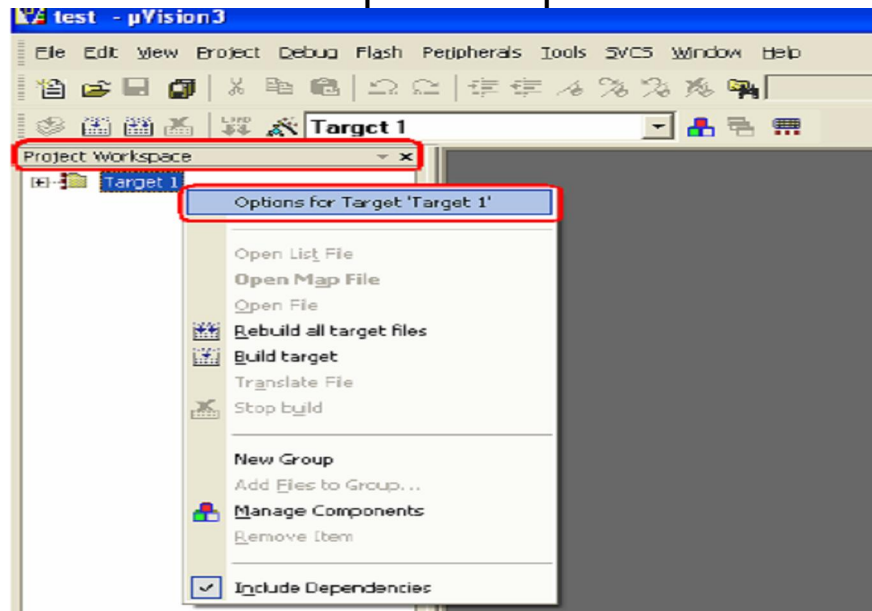 test - µVision3
File Edit View Project Debug Flash Peripherals Tools SVCS Window Help
LOAD
Target 1
Project Workspace
Target 1
Options for Target 'Target 1'
Open List File
Open Map File
Open File
Rebuild all target files
Build target
Translate File
Stop build
New Group
Add Files to Group...
Manage Components
Remove Item
Include Dependencies